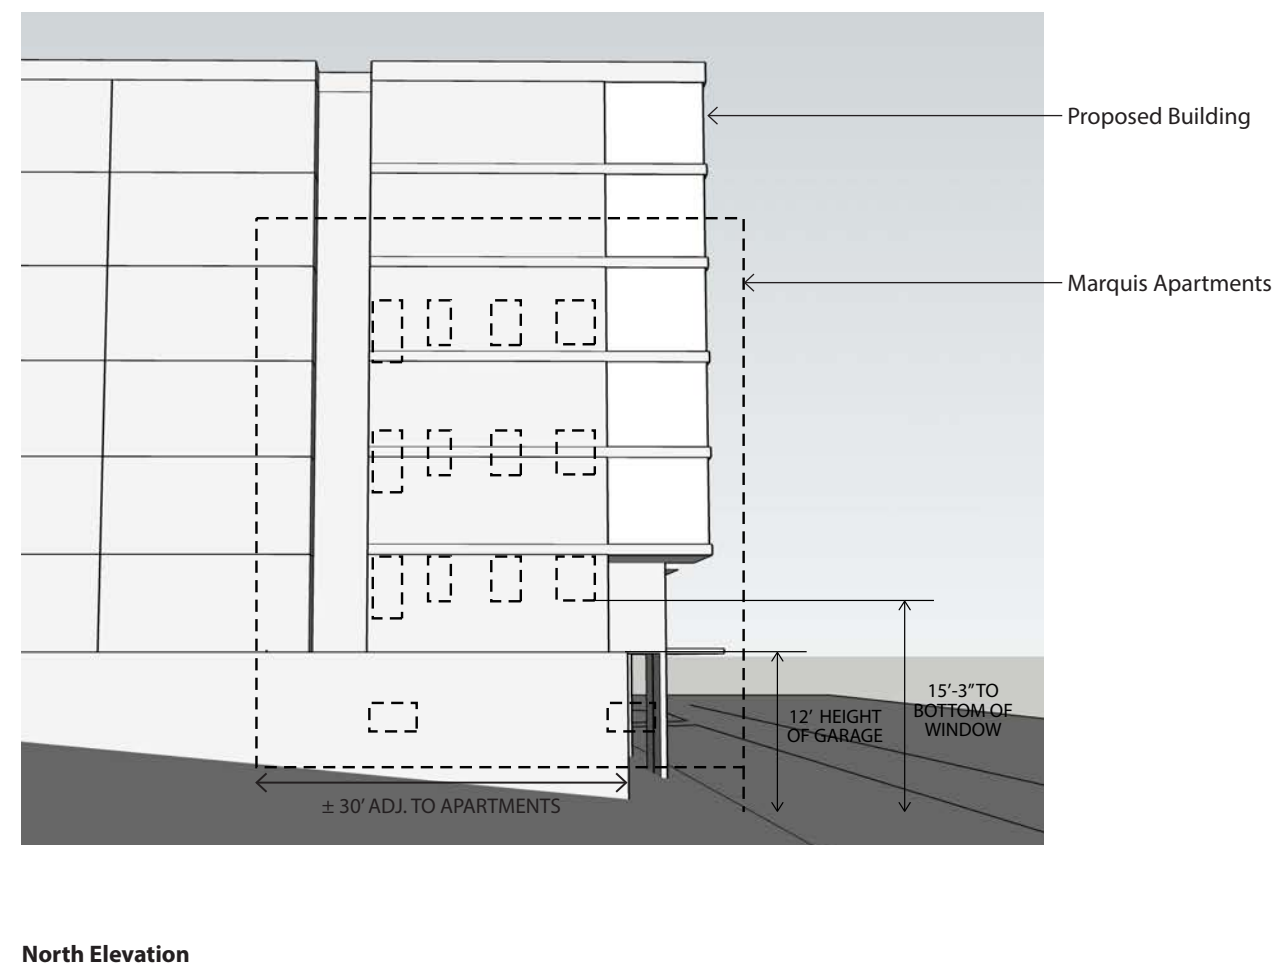 Proposed Building
Marquis Apartments
15’-3” TO
BOTTOM OF
WINDOW
12’ HEIGHT
OF GARAGE
± 30’ ADJ. TO APARTMENTS
North Elevation